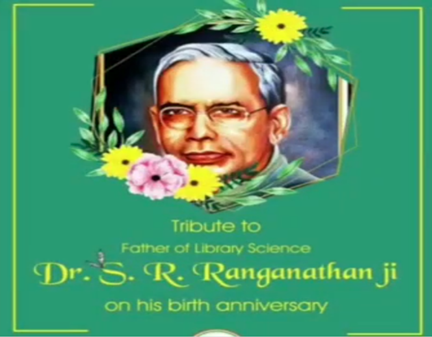 Tribute to
Father of Library Science
Dr. S. R. Ranganathan ji
on his birth anniversary